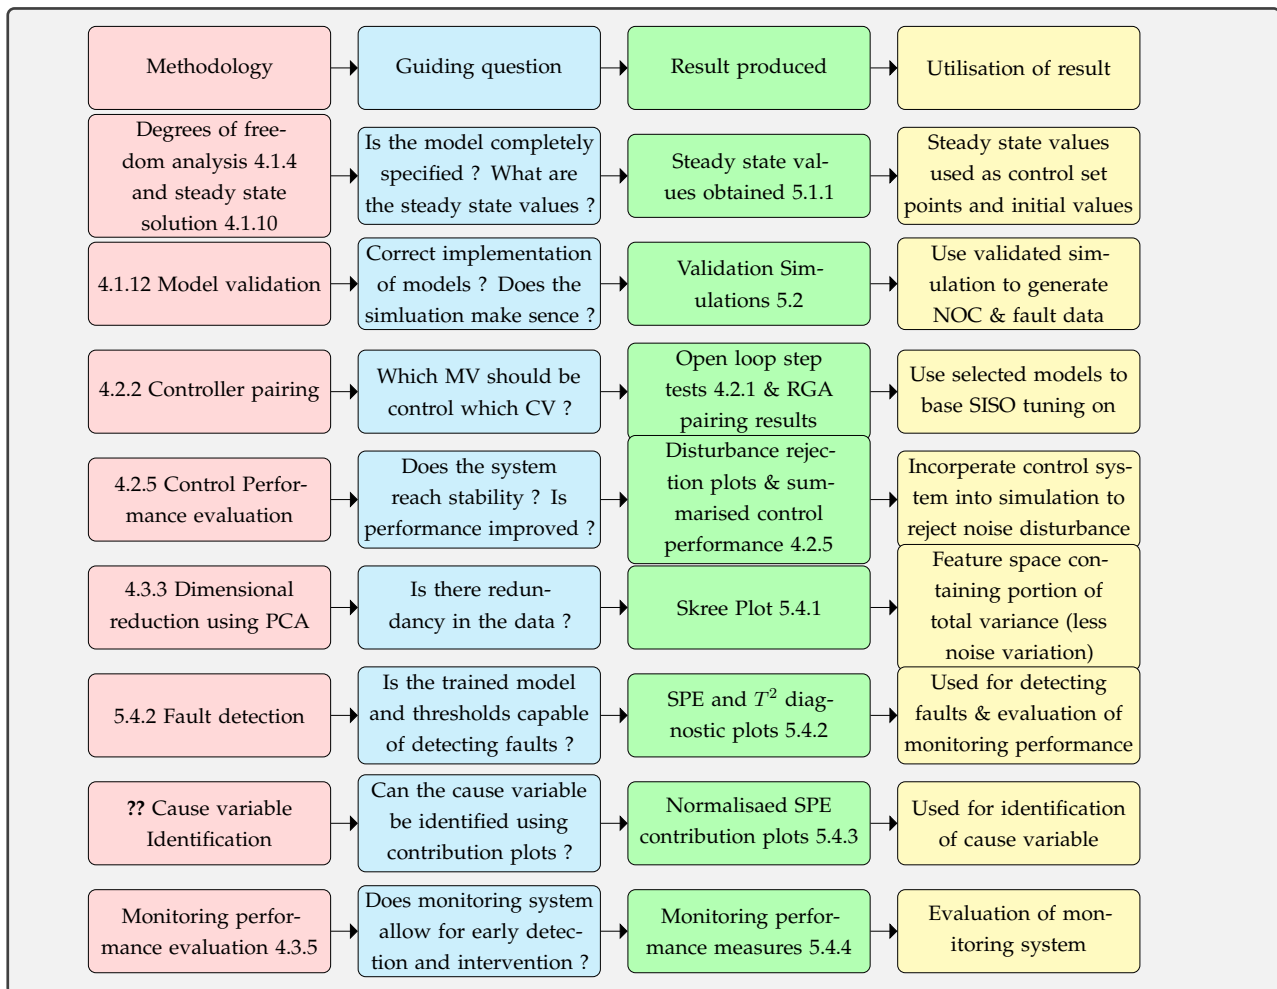 Methodology
Guiding question
Result produced
Utilisation of result
Degrees of free-
dom analysis 4.1.4
and steady state
solution 4.1.10
Is the model completely
specified ? What are
the steady state values ?
Steady state val-
ues obtained 5.1.1
Steady state values
used as control set
points and initial values
4.1.12 Model validation
Correct implementation
of models ? Does the
simluation make sence ?
Validation Sim-
ulations 5.2
Use validated sim-
ulation to generate
NOC & fault data
4.2.2 Controller pairing
Which MV should be
control which CV ?
Open loop step
tests 4.2.1 & RGA
pairing results
Use selected models to
base SISO tuning on
4.2.5 Control Perfor-
mance evaluation
Does the system
reach stability ? Is
performance improved ?
Disturbance rejec-
tion plots & sum-
marised control
performance 4.2.5
Incorperate control sys-
tem into simulation to
reject noise disturbance
4.3.3 Dimensional
reduction using PCA
Is there redun-
dancy in the data ?
Skree Plot 5.4.1
Feature space con-
taining portion of
total variance (less
noise variation)
5.4.2 Fault detection
Is the trained model
and thresholds capable
of detecting faults ?
SPE and T² diag-
nostic plots 5.4.2
Used for detecting
faults & evaluation of
monitoring performance
?? Cause variable
Identification
Can the cause variable
be identified using
contribution plots ?
Normalisaed SPE
contribution plots 5.4.3
Used for identification
of cause variable
Monitoring perfor-
mance evaluation 4.3.5
Does monitoring system
allow for early detec-
tion and intervention ?
Monitoring perfor-
mance measures 5.4.4
Evaluation of mon-
itoring system